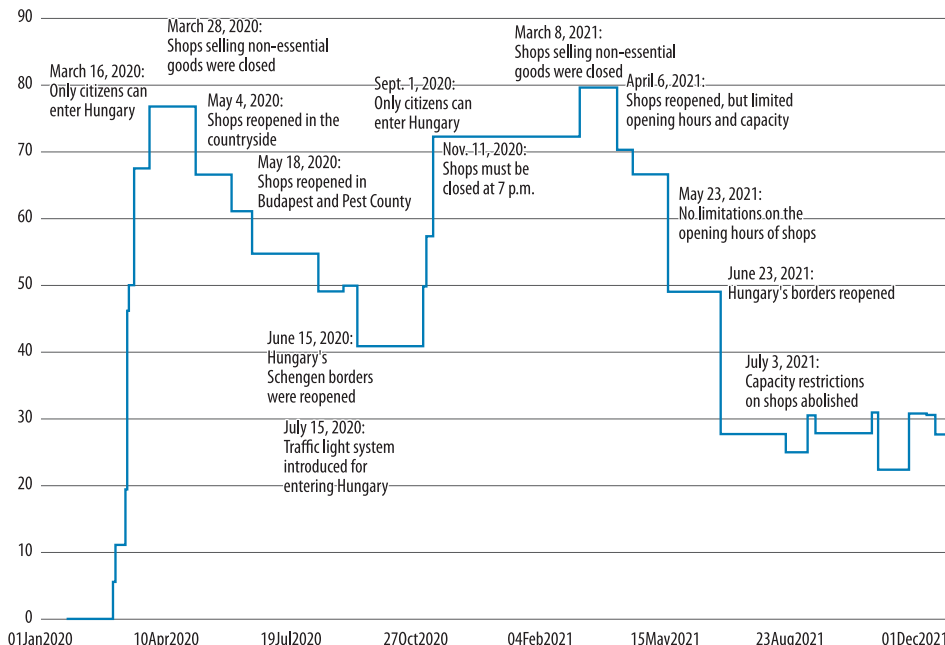 90
80
70
60
50
40
30
20
10
0
March 16, 2020:
Only citizens can
enter Hungary
March 28, 2020:
Shops selling non-essential
goods were closed
May 4, 2020:
Shops reopened in the
countryside
May 18, 2020:
Shops reopened in
Budapest and Pest County
June 15, 2020:
Hungary's
Schengen borders
were reopened
July 15, 2020:
Traffic light system
introduced for
entering Hungary
Sept. 1, 2020:
Only citizens can
enter Hungary
Nov. 11, 2020:
Shops must be
closed at 7 p.m.
March 8, 2021:
Shops selling non-essential
goods were closed
April 6, 2021:
Shops reopened, but limited
opening hours and capacity
May 23, 2021:
No limitations on the
opening hours of shops
June 23, 2021:
Hungary's borders reopened
July 3, 2021:
Capacity restrictions
on shops abolished
01Jan2020 10Apr2020 19Jul2020 27Oct2020 04Feb2021 15May2021 23Aug2021 01Dec2021